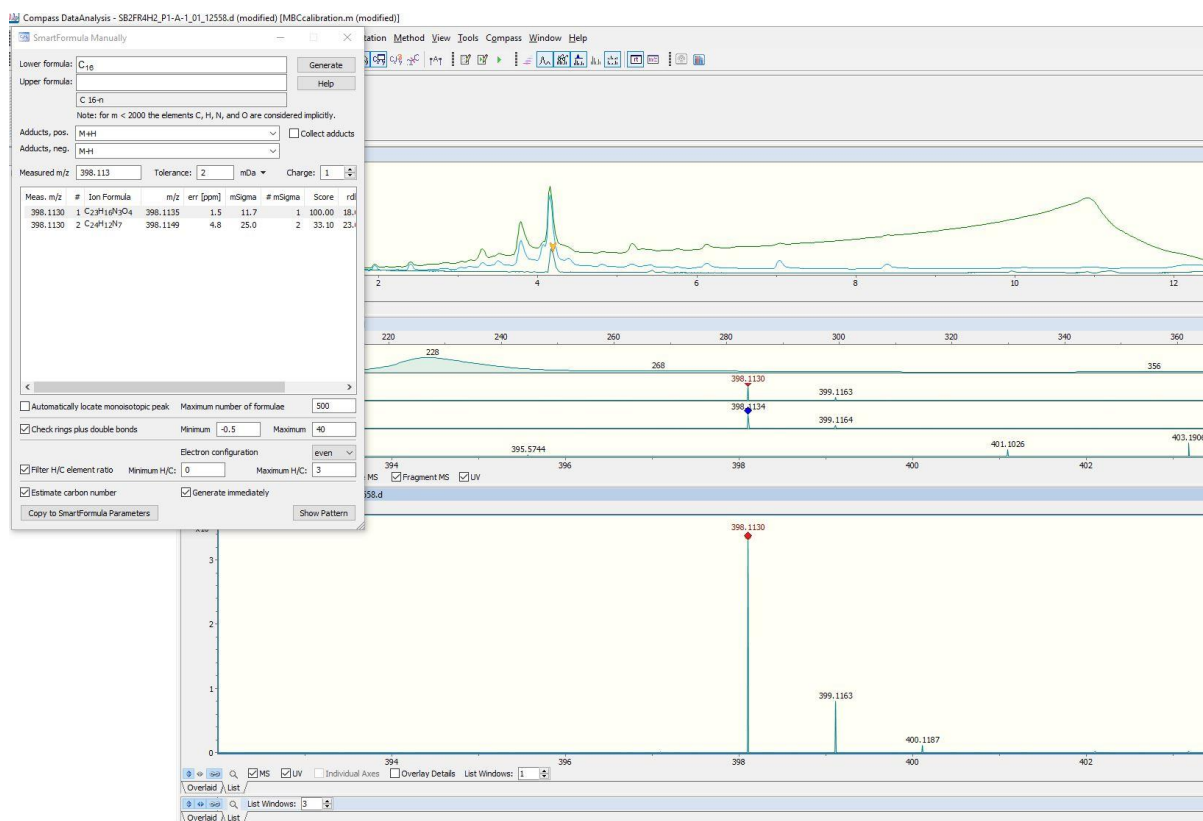 Compass DataAnalysis - SB2FR4H2_P1-A-1_01_12558.d (modified) [MBCcalibration.m (modified)]
SmartFormula Manually
Method View Tools Compass Window Help
Lower formula: C16
Generate
Upper formula:
Help
C 16-n
Note: for m < 2000 the elements C, H, N, and O are considered implicitly.
Adducts, pos. M+H
Collect adducts
Adducts, neg. M-H
Measured m/z 398.113 Tolerance: 2 mDa Charge: 1
Meas. m/z # Ion Formula m/z err [ppm] mSigma # mSigma Score
398.1130 1 C23H16N3O4 398.1135 1.5 11.7 1 100.00
398.1130 2 C24H12N7 398.1149 4.8 25.0 2 33.10
Automatically locate monoisotopic peak Maximum number of formulae 500
Check rings plus double bonds Minimum -0.5 Maximum 40
Electron configuration even
Filter H/C element ratio Minimum H/C: 0 Maximum H/C: 3
Estimate carbon number Generate immediately
Copy to SmartFormula Parameters Show Pattern
2 4 6 8 10 12
220 240 260 280 300 320 340 360
228
268
356
398.1130
399.1163
398.1134
399.1164
395.5744
401.1026
394 396 398 400 402
MS Fragment MS UV
558.d
398.1130
3
2
1
0
399.1163
400.1187
394 396 398 400 402
MS UV Individual Axes Overlay Details List Windows: 1
Overlaid List
List Windows: 3
Overlaid List